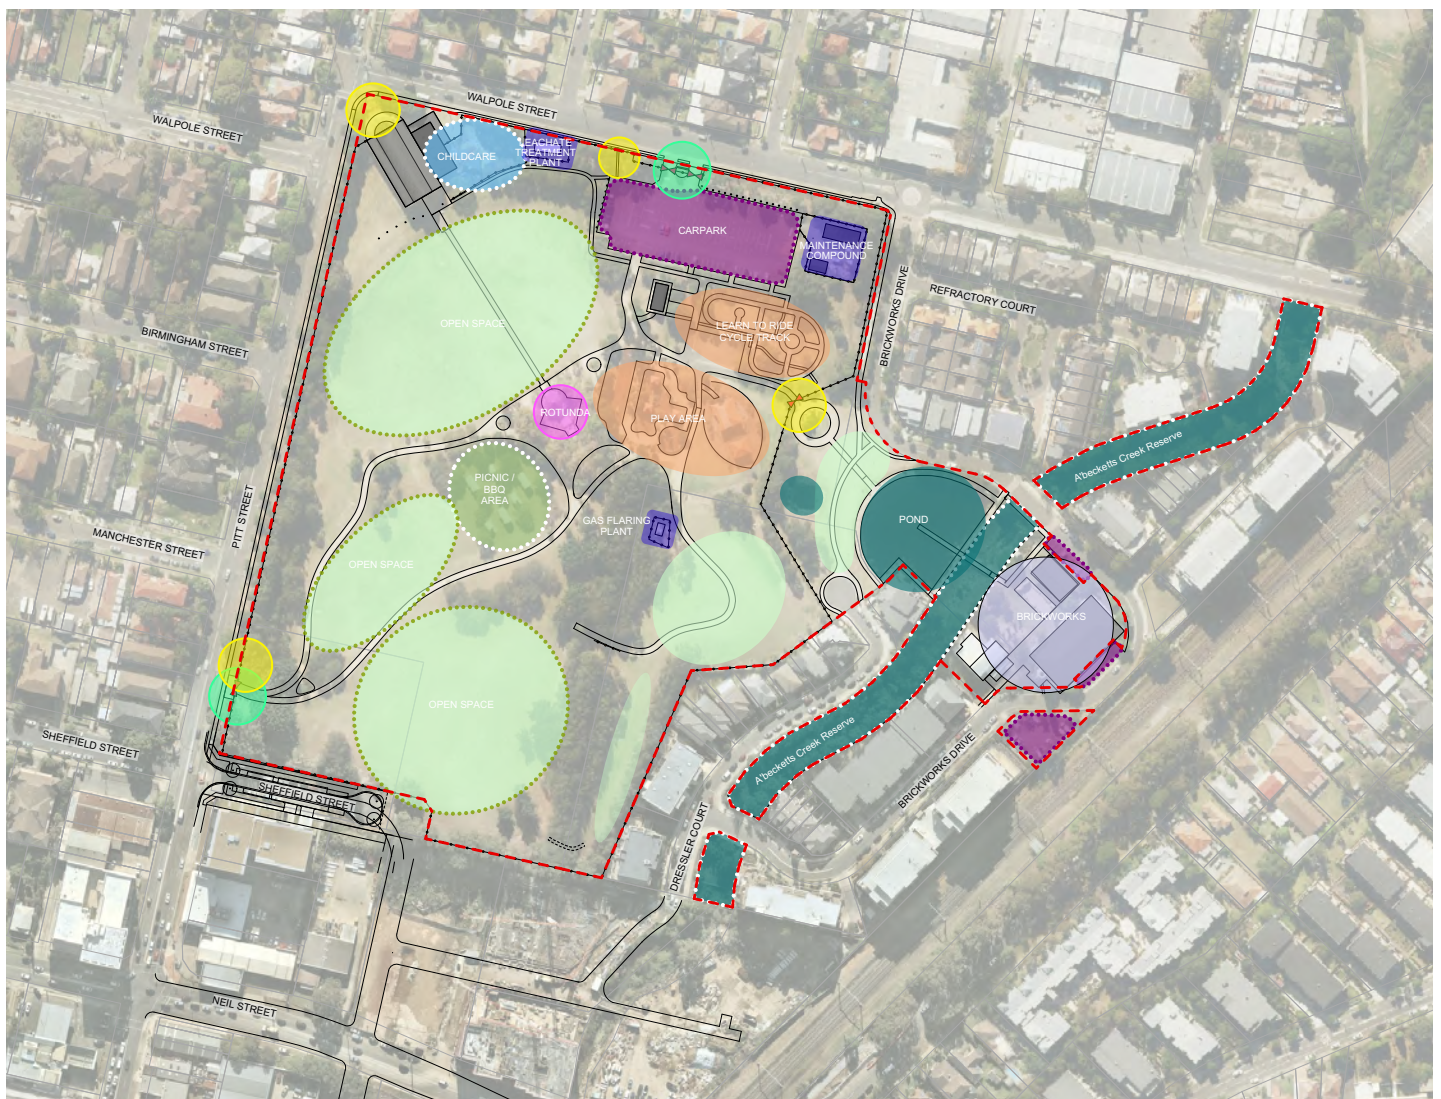 WALPOLE STREET
WALPOLE STREET
CHILDCARE
LEACHATE
TREATMENT
PLANT
CARPARK
MAINTENANCE
COMPOUND
BRICKWORKS DRIVE
REFRACTORY COURT
OPEN SPACE
LEARN TO RIDE
CYCLE TRACK
BIRMINGHAM STREET
ROTUNDA
PLAY AREA
A'becketts Creek Reserve
PICNIC /
BBQ
AREA
PITT STREET
GAS FLARING
PLANT
POND
MANCHESTER STREET
OPEN SPACE
BRICKWORKS
OPEN SPACE
SHEFFIELD STREET
A'becketts Creek Reserve
BRICKWORKS DRIVE
SHEFFIELD STREET
DRESSLER COURT
NEIL STREET